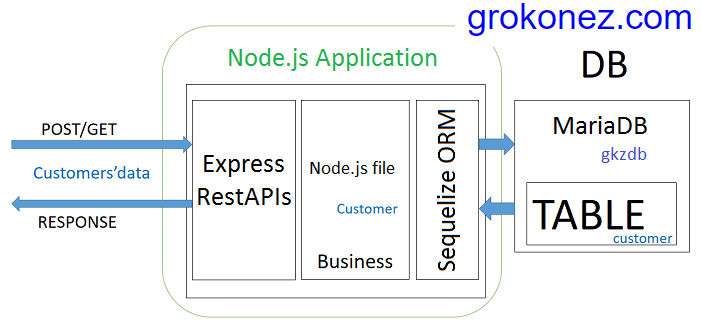 grokonez.com
Node.js Application
DB
POST/GET
Customers'data
RESPONSE
Express
RestAPIs
Node.js file
Customer
Business
Sequelize ORM
MariaDB
gkzdb
TABLE
customer